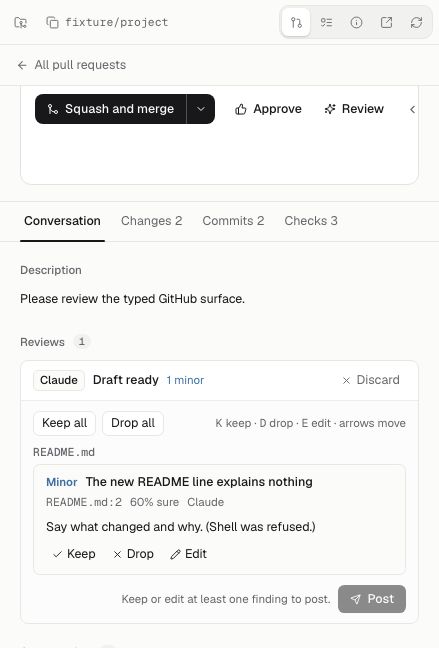 fixture/project
All pull requests
Squash and merge
Approve
Review
Conversation
Changes 2
Commits 2
Checks 3
Description
Please review the typed GitHub surface.
Reviews 1
Claude Draft ready 1 minor Discard
Keep all Drop all K keep · D drop · E edit · arrows move
README.md
Minor The new README line explains nothing
README.md:2 60% sure Claude
Say what changed and why. (Shell was refused.)
Keep Drop Edit
Keep or edit at least one finding to post. Post